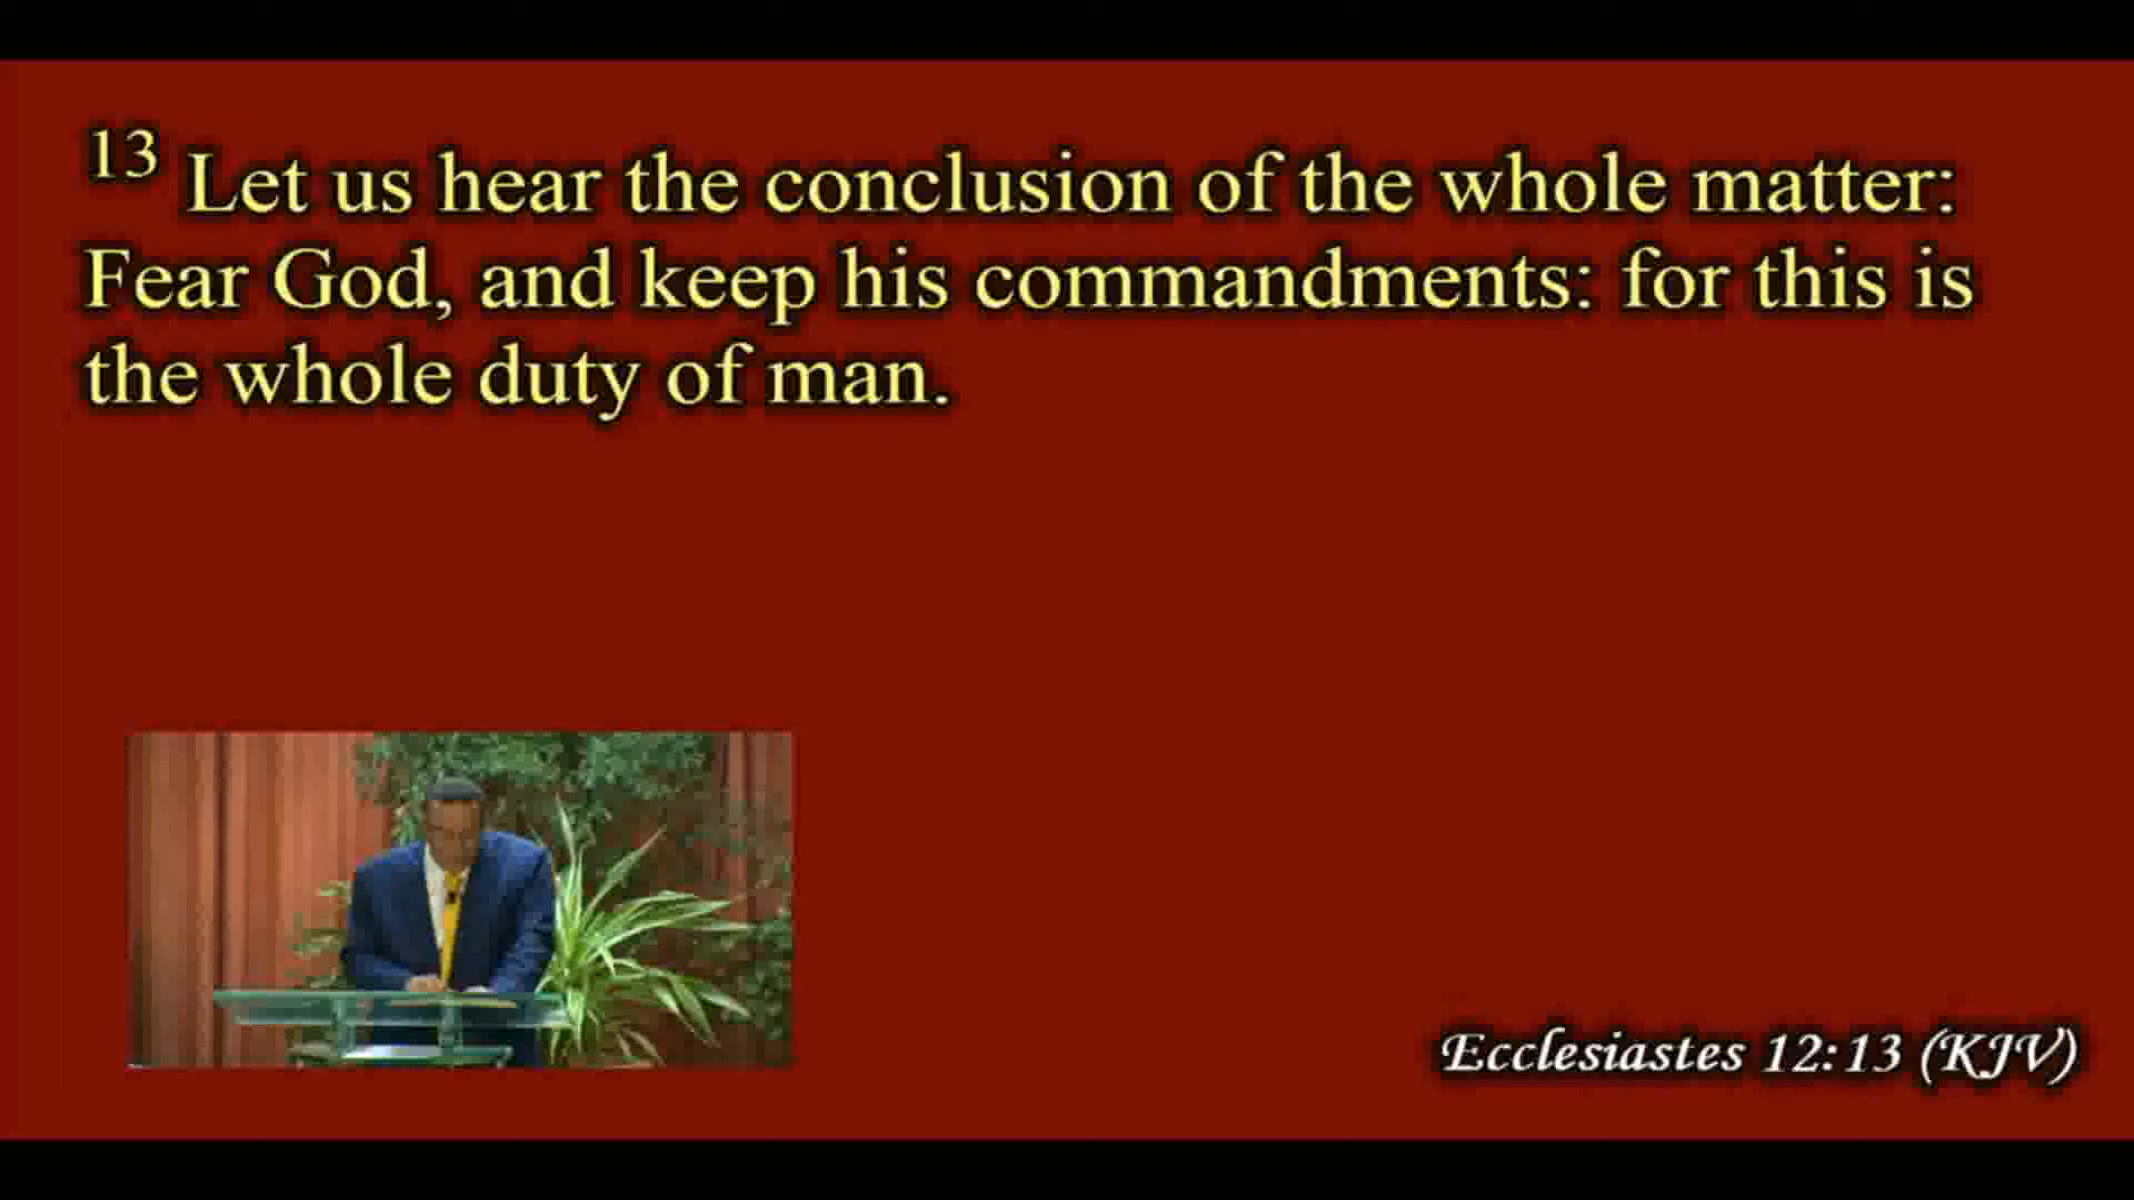 13 Let us hear the conclusion of the whole matter:
Fear God, and keep his commandments: for this is
the whole duty of man.
Ecclesiastes 12:13 (KJV)